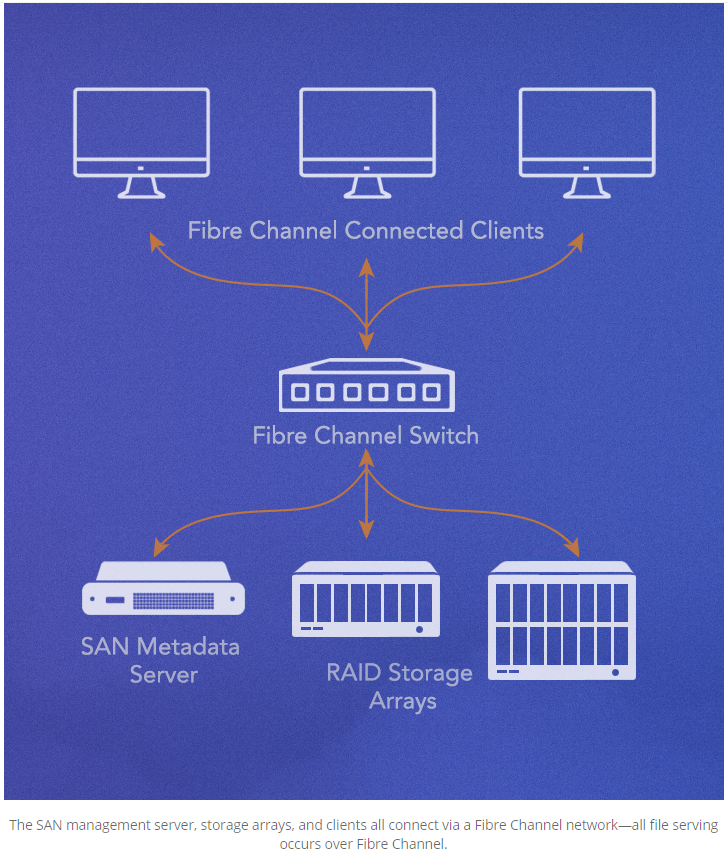 Fibre Channel Connected Clients
Fibre Channel Switch
SAN Metadata
Server
RAID Storage
Arrays
The SAN management server, storage arrays, and clients all connect via a Fibre Channel network—all file serving
occurs over Fibre Channel.